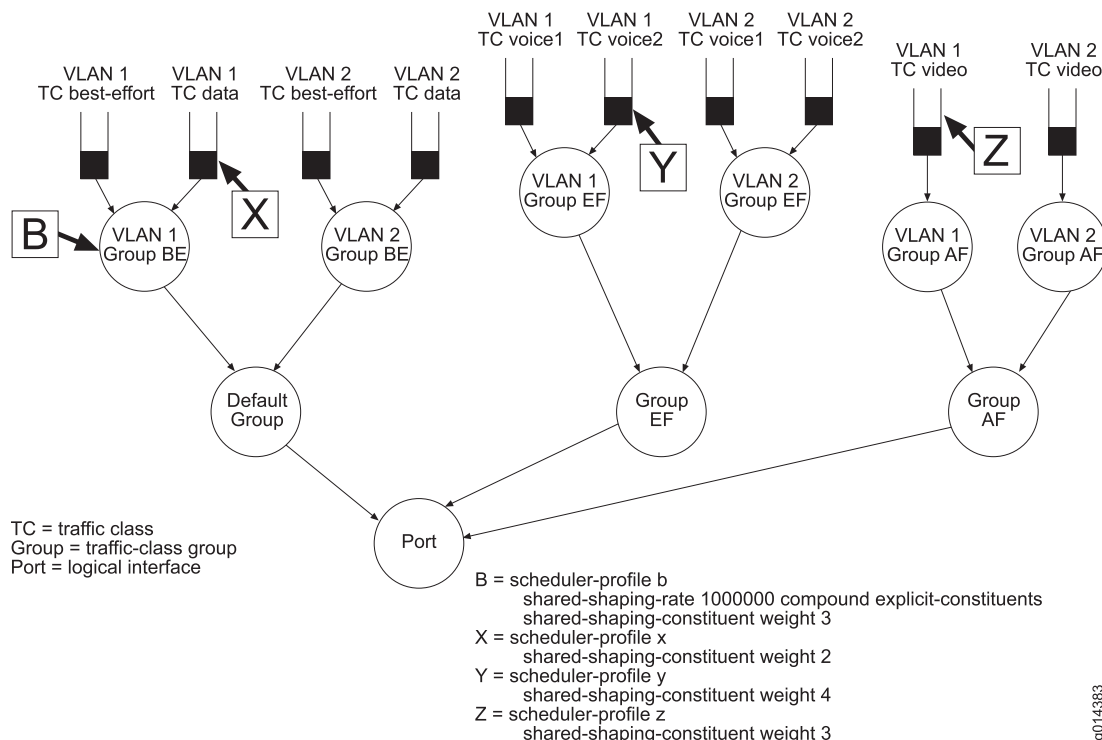 VLAN 1
TC best-effort
VLAN 1
TC data
VLAN 2
TC best-effort
VLAN 2
TC data
VLAN 1
TC voice1
VLAN 1
TC voice2
VLAN 2
TC voice1
VLAN 2
TC voice2
VLAN 1
TC video
VLAN 2
TC video
X
Y
Z
B
VLAN 1
Group BE
VLAN 2
Group BE
VLAN 1
Group EF
VLAN 2
Group EF
VLAN 1
Group AF
VLAN 2
Group AF
Default
Group
Group
EF
Group
AF
Port
TC = traffic class
Group = traffic-class group
Port = logical interface
B = scheduler-profile b
shared-shaping-rate 1000000 compound explicit-constituents
shared-shaping-constituent weight 3
X = scheduler-profile x
shared-shaping-constituent weight 2
Y = scheduler-profile y
shared-shaping-constituent weight 4
Z = scheduler-profile z
shared-shaping-constituent weight 3
g014383